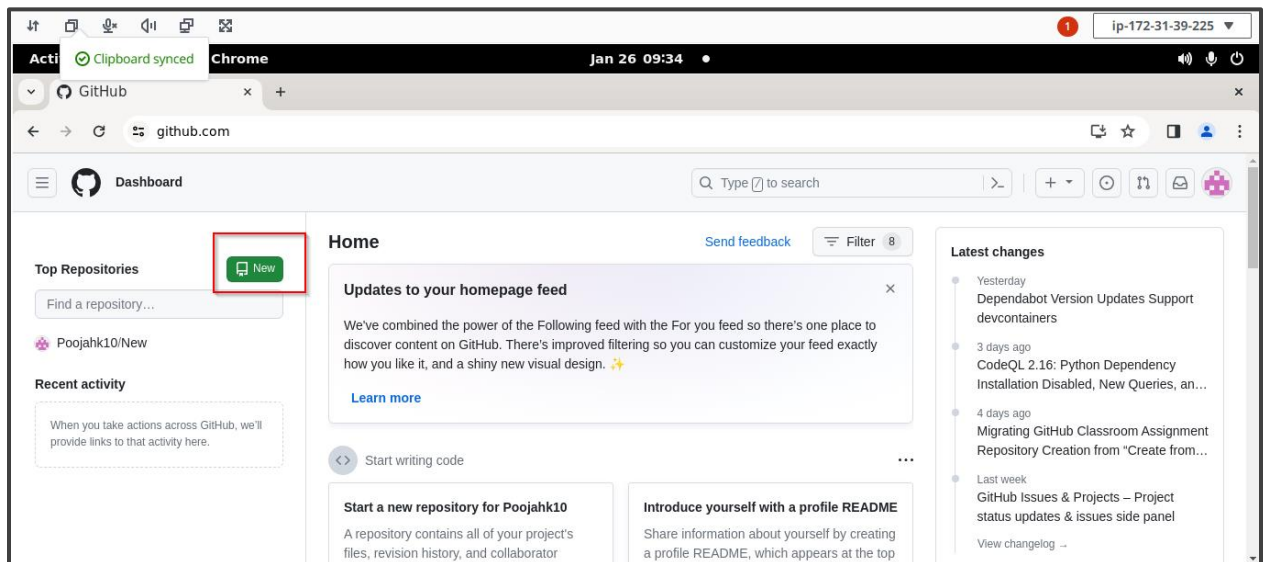 1
ip-172-31-39-225
Acti
Clipboard synced
Chrome
Jan 26 09:34
GitHub
github.com
Dashboard
Type / to search
Top Repositories
New
Find a repository…
Poojahk10/New
Recent activity
When you take actions across GitHub, we'll
provide links to that activity here.
Home
Send feedback
Filter 8
Updates to your homepage feed
We've combined the power of the Following feed with the For you feed so there's one place to
discover content on GitHub. There's improved filtering so you can customize your feed exactly
how you like it, and a shiny new visual design. ✨
Learn more
Start writing code
Start a new repository for Poojahk10
A repository contains all of your project's
files, revision history, and collaborator
Introduce yourself with a profile README
Share information about yourself by creating
a profile README, which appears at the top
Latest changes
Yesterday
Dependabot Version Updates Support
devcontainers
3 days ago
CodeQL 2.16: Python Dependency
Installation Disabled, New Queries, an…
4 days ago
Migrating GitHub Classroom Assignment
Repository Creation from "Create from…
Last week
GitHub Issues & Projects – Project
status updates & issues side panel
View changelog →